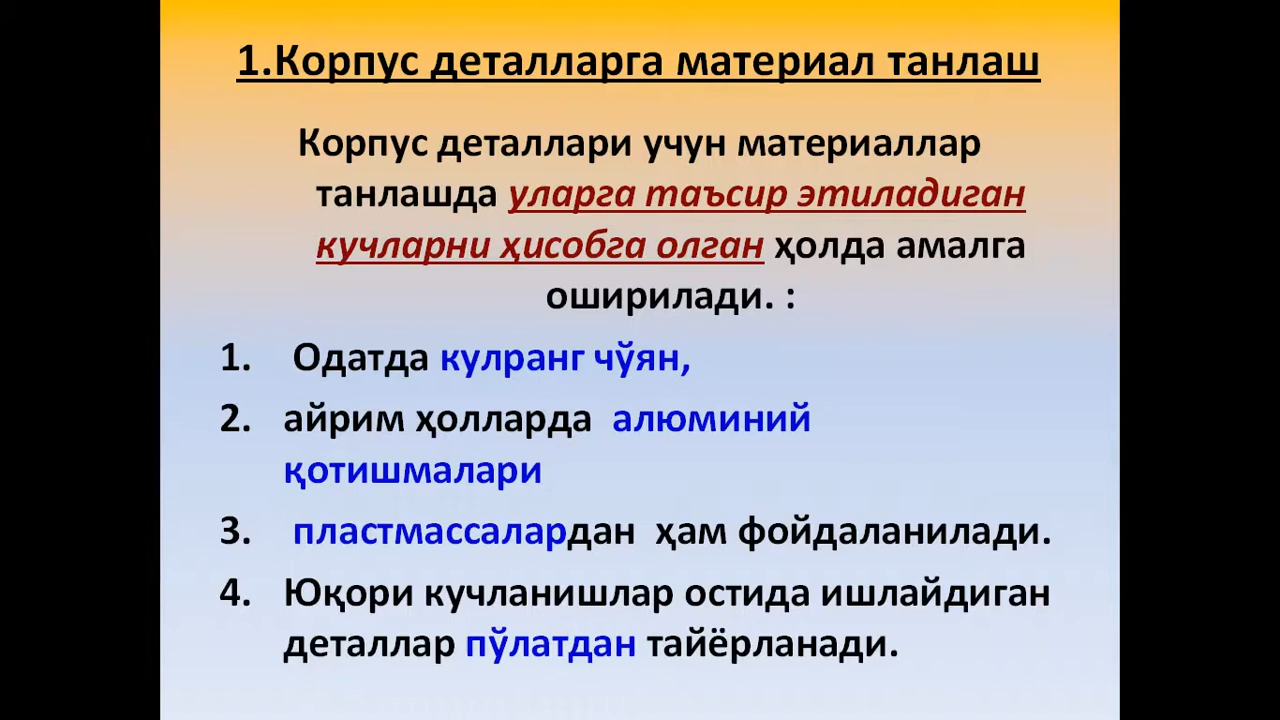 1.Корпус деталларга материал танлаш
Корпус деталлари учун материаллар
танлашда уларга таъсир этиладиган
кучларни ҳисобга олган ҳолда амалга
оширилади. :
1. Одатда кулранг чўян,
2. айрим ҳолларда алюминий
қотишмалари
3. пластмассалардан ҳам фойдаланилади.
4. Юқори кучланишлар остида ишлайдиган
деталлар пўлатдан тайёрланади.